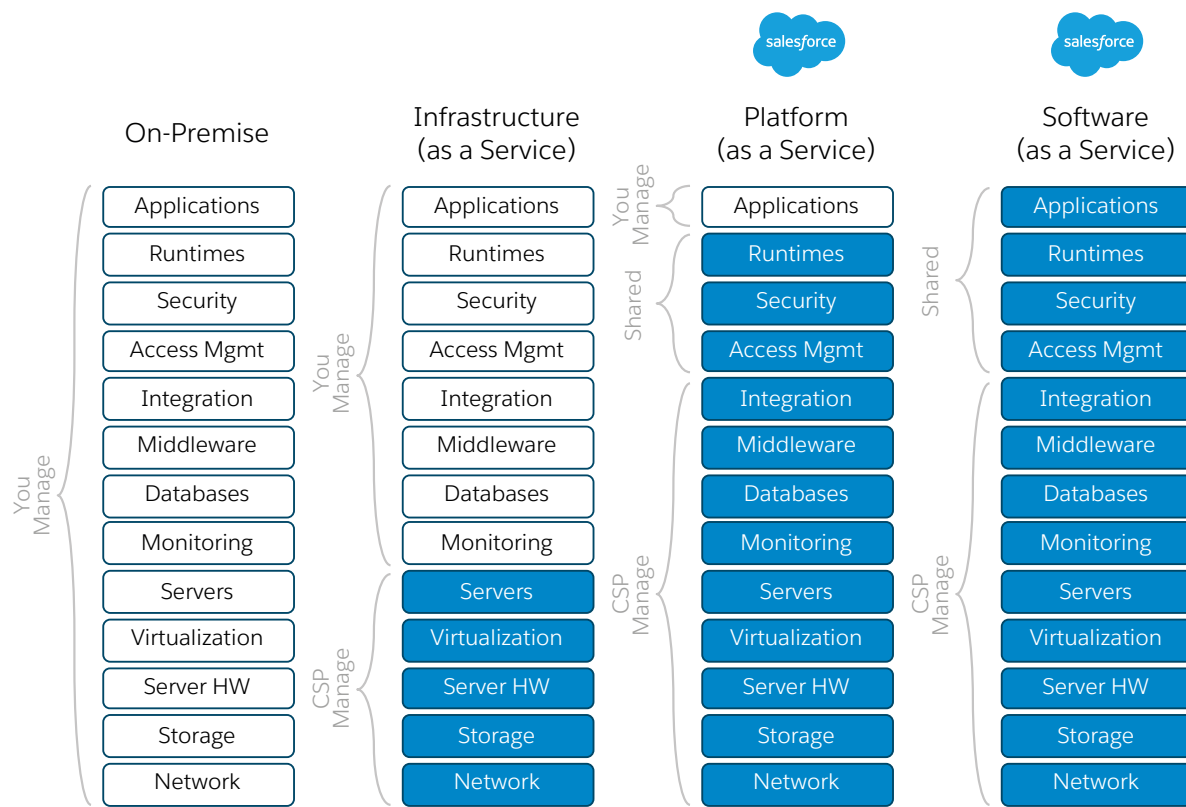 salesforce
salesforce
On-Premise
Infrastructure
(as a Service)
Platform
(as a Service)
Software
(as a Service)
You
Manage
Applications
Runtimes
Security
Access Mgmt
Integration
Middleware
Databases
Monitoring
Servers
Virtualization
Server HW
Storage
Network
You
Manage
CSP
Manage
Applications
Runtimes
Security
Access Mgmt
Integration
Middleware
Databases
Monitoring
Servers
Virtualization
Server HW
Storage
Network
You
Manage
Shared
CSP
Manage
Applications
Runtimes
Security
Access Mgmt
Integration
Middleware
Databases
Monitoring
Servers
Virtualization
Server HW
Storage
Network
Shared
CSP
Manage
Applications
Runtimes
Security
Access Mgmt
Integration
Middleware
Databases
Monitoring
Servers
Virtualization
Server HW
Storage
Network